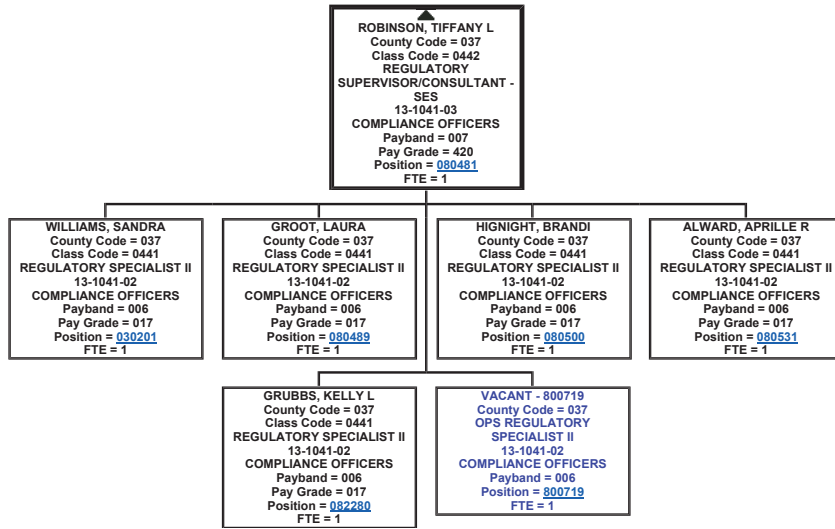 ROBINSON, TIFFANY L
County Code = 037
Class Code = 0442
REGULATORY
SUPERVISOR/CONSULTANT -
SES
13-1041-03
COMPLIANCE OFFICERS
Payband = 007
Pay Grade = 420
Position = 080481
FTE = 1
WILLIAMS, SANDRA
County Code = 037
Class Code = 0441
REGULATORY SPECIALIST II
13-1041-02
COMPLIANCE OFFICERS
Payband = 006
Pay Grade = 017
Position = 030201
FTE = 1
GROOT, LAURA
County Code = 037
Class Code = 0441
REGULATORY SPECIALIST II
13-1041-02
COMPLIANCE OFFICERS
Payband = 006
Pay Grade = 017
Position = 080489
FTE = 1
HIGNIGHT, BRANDI
County Code = 037
Class Code = 0441
REGULATORY SPECIALIST II
13-1041-02
COMPLIANCE OFFICERS
Payband = 006
Pay Grade = 017
Position = 080500
FTE = 1
ALWARD, APRILLE R
County Code = 037
Class Code = 0441
REGULATORY SPECIALIST II
13-1041-02
COMPLIANCE OFFICERS
Payband = 006
Pay Grade = 017
Position = 080531
FTE = 1
GRUBBS, KELLY L
County Code = 037
Class Code = 0441
REGULATORY SPECIALIST II
13-1041-02
COMPLIANCE OFFICERS
Payband = 006
Pay Grade = 017
Position = 082280
FTE = 1
VACANT - 800719
County Code = 037
OPS REGULATORY
SPECIALIST II
13-1041-02
COMPLIANCE OFFICERS
Payband = 006
Position = 800719
FTE = 1